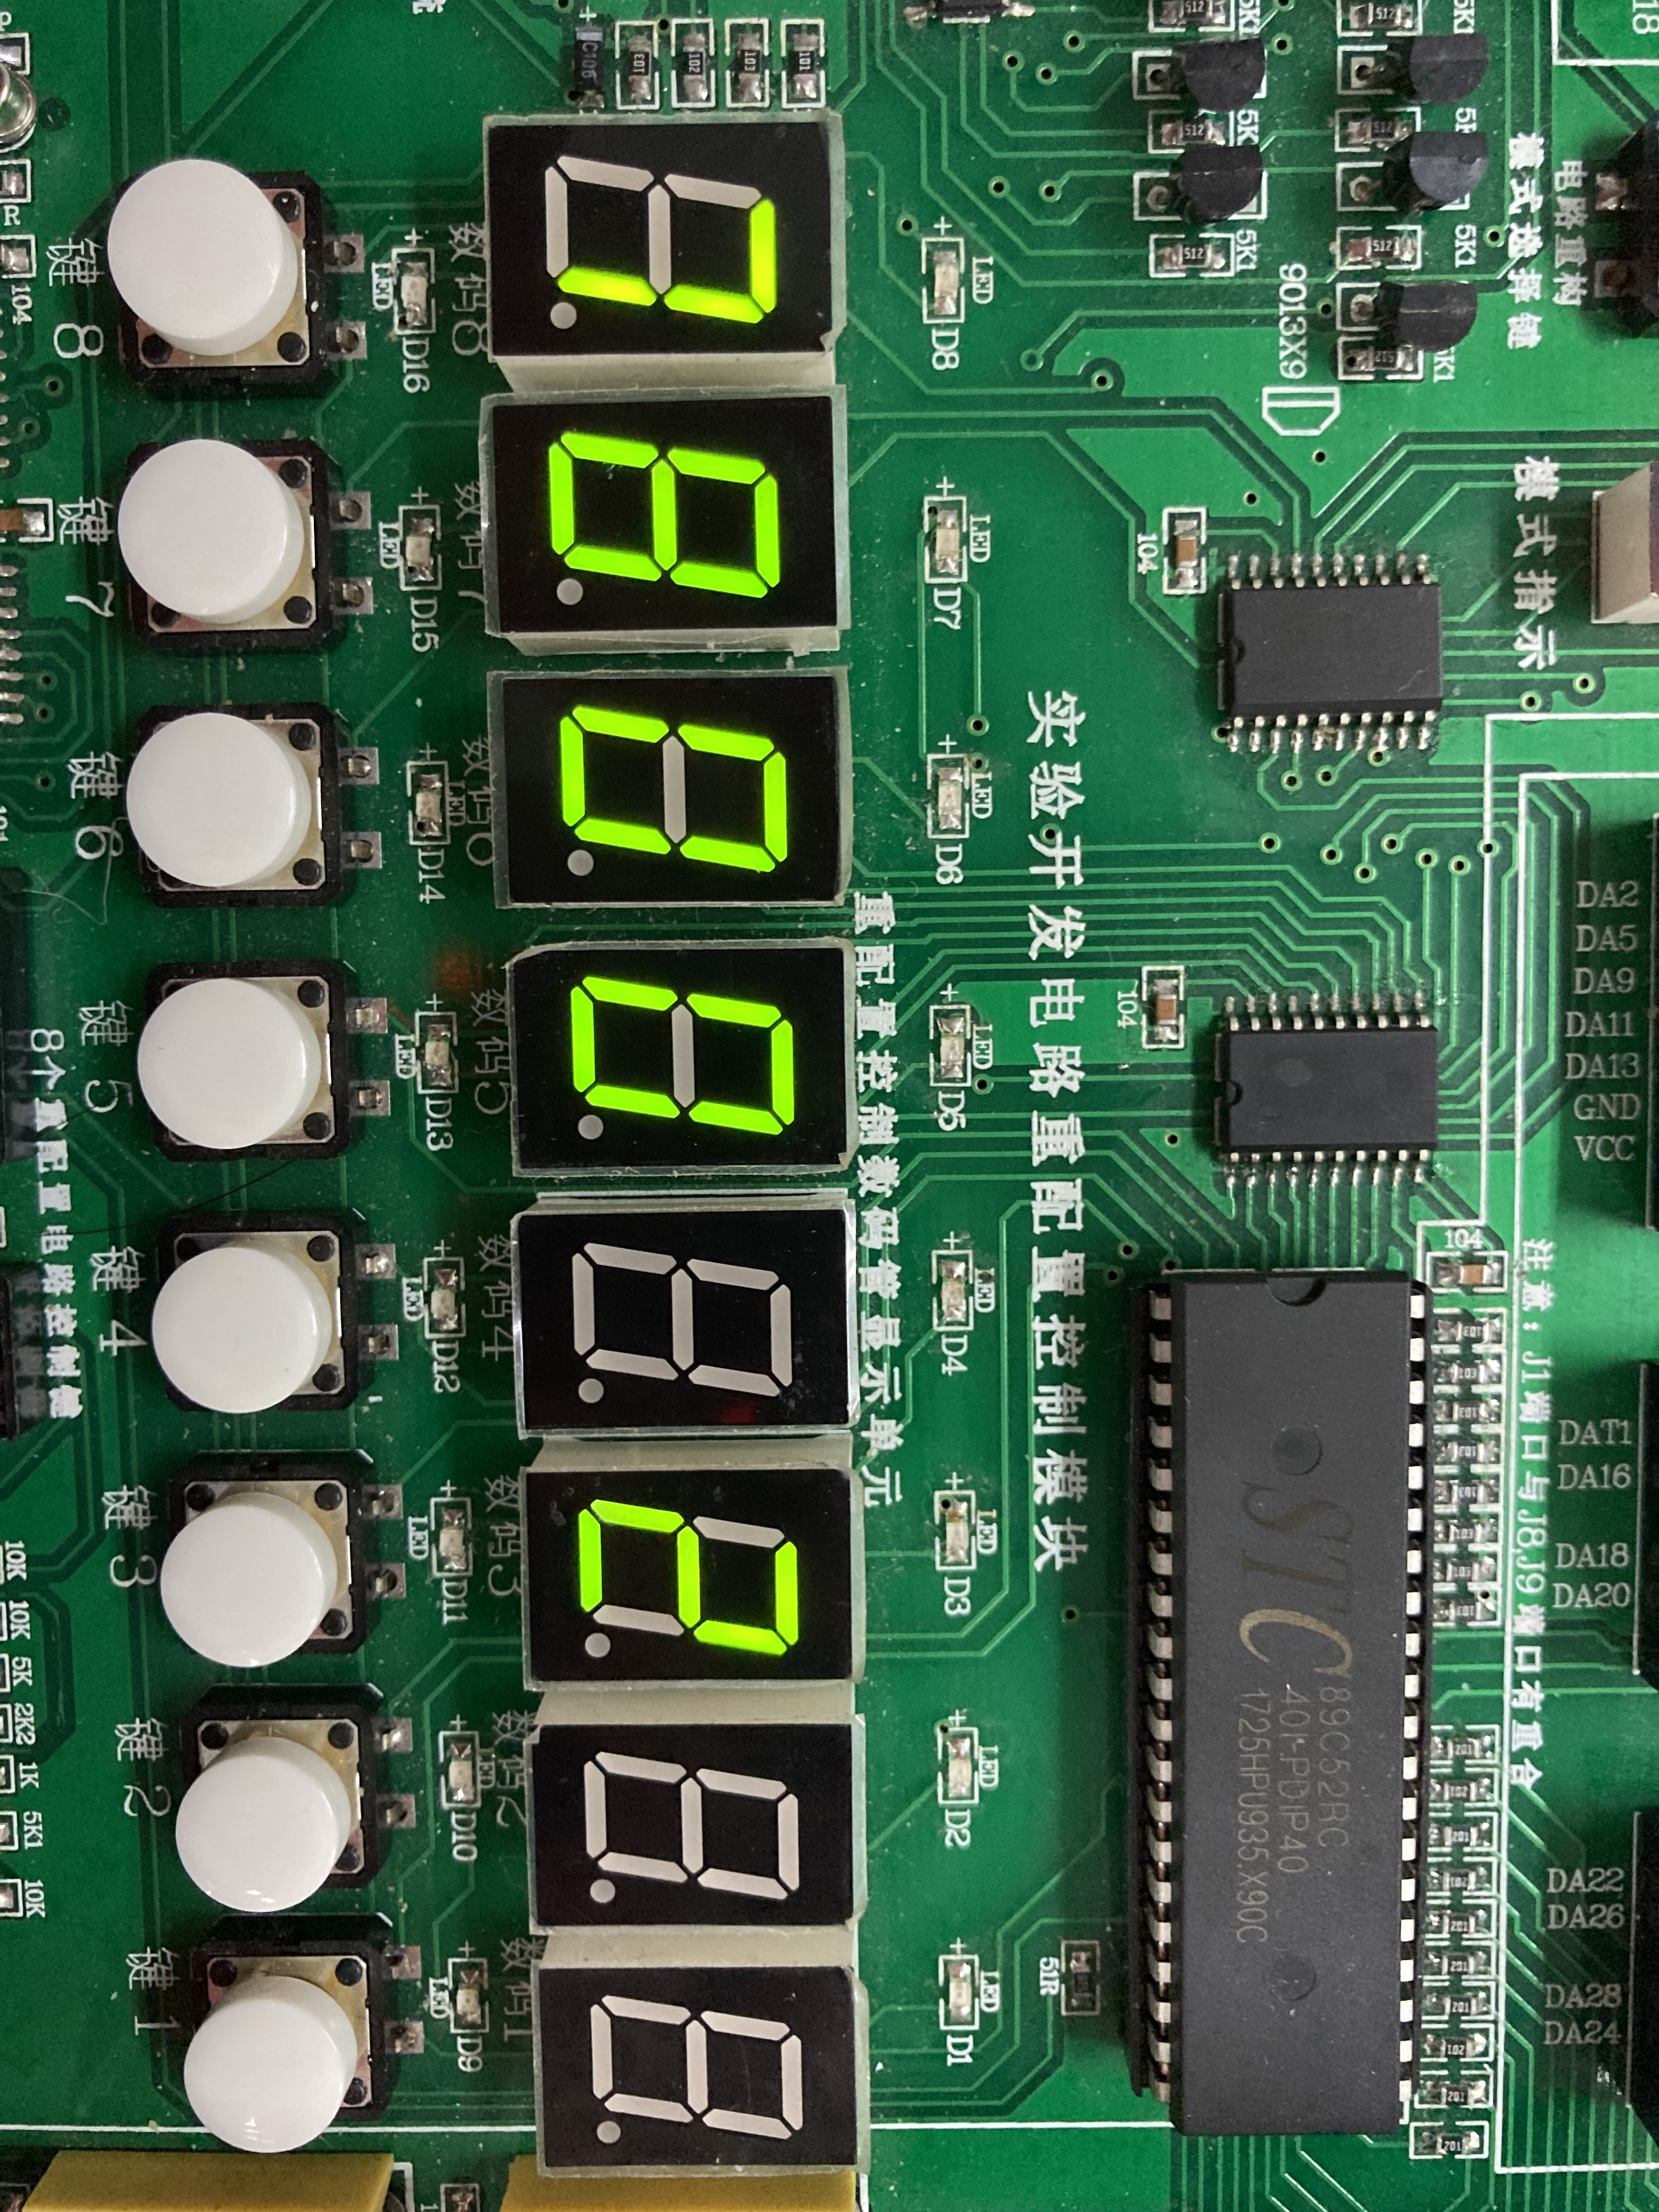 18
DA2 DA5 DA9 DA11 DA13 GND VCC
DAT1 DA16 DA18 DA20
DA22 DA26 DA28 DA24
电路重构
模式选择键
模式指示
注意：J1端口与J8,J9端口有重合
5K1 5K1 5K1
104
512 512 512
9013X9
5K1 5K1
512 512 512
STC
89C52RC
40I-PDIP40
1725HPU935.X90C
104
104
51R
实验开发电路重配置控制模块
LED LED LED LED LED LED LED LED
+ D8 + D7 + D6 + D5 + D4 + D3 + D2 + D1
重配置控制数码管显示单元
101
103
102
103
+ C106
7 8 0 0 2
数码8 数码7 数码6 数码5 数码4 数码3 数码2 数码1
+ D16 + D15 + D14 + D13 + D12 + D11 + D10 + D9
LED LED LED LED LED LED LED LED
键8 键7 键6 键5 键4 键3 键2 键1
8个重配置电路控制键
104
10K 10K 5K 2K2 1K 5K1 10K